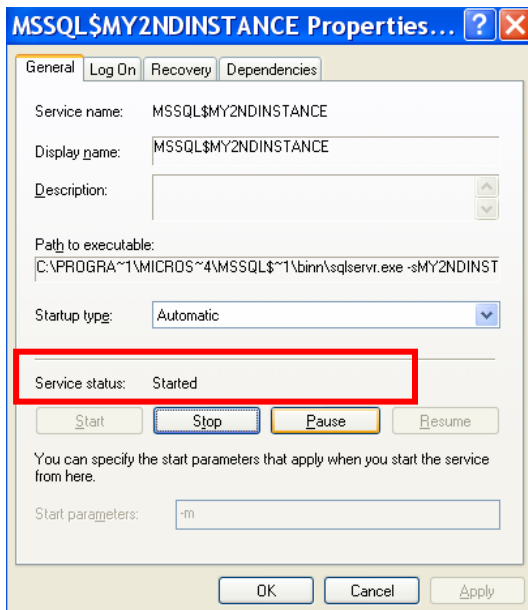 MSSQL$MY2NDINSTANCE Properties...
General Log On Recovery Dependencies
Service name: MSSQL$MY2NDINSTANCE
Display name: MSSQL$MY2NDINSTANCE
Description:
Path to executable:
C:\PROGRA~1\MICROS~4\MSSQL$~1\binn\sqlservr.exe -sMY2NDINST
Startup type: Automatic
Service status: Started
Start Stop Pause Resume
You can specify the start parameters that apply when you start the service
from here.
Start parameters: -m
OK Cancel Apply